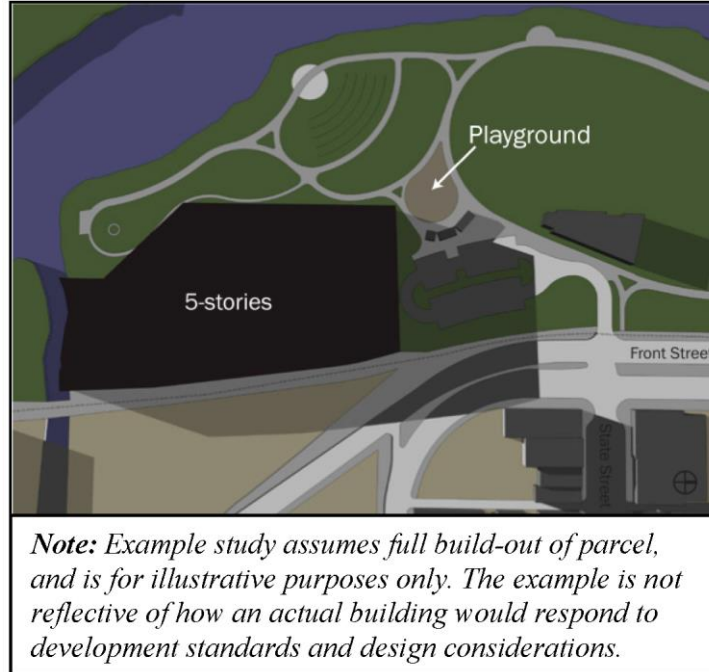 Playground
5-stories
Front Street
State Street
Note: Example study assumes full build-out of parcel,
and is for illustrative purposes only. The example is not
reflective of how an actual building would respond to
development standards and design considerations.